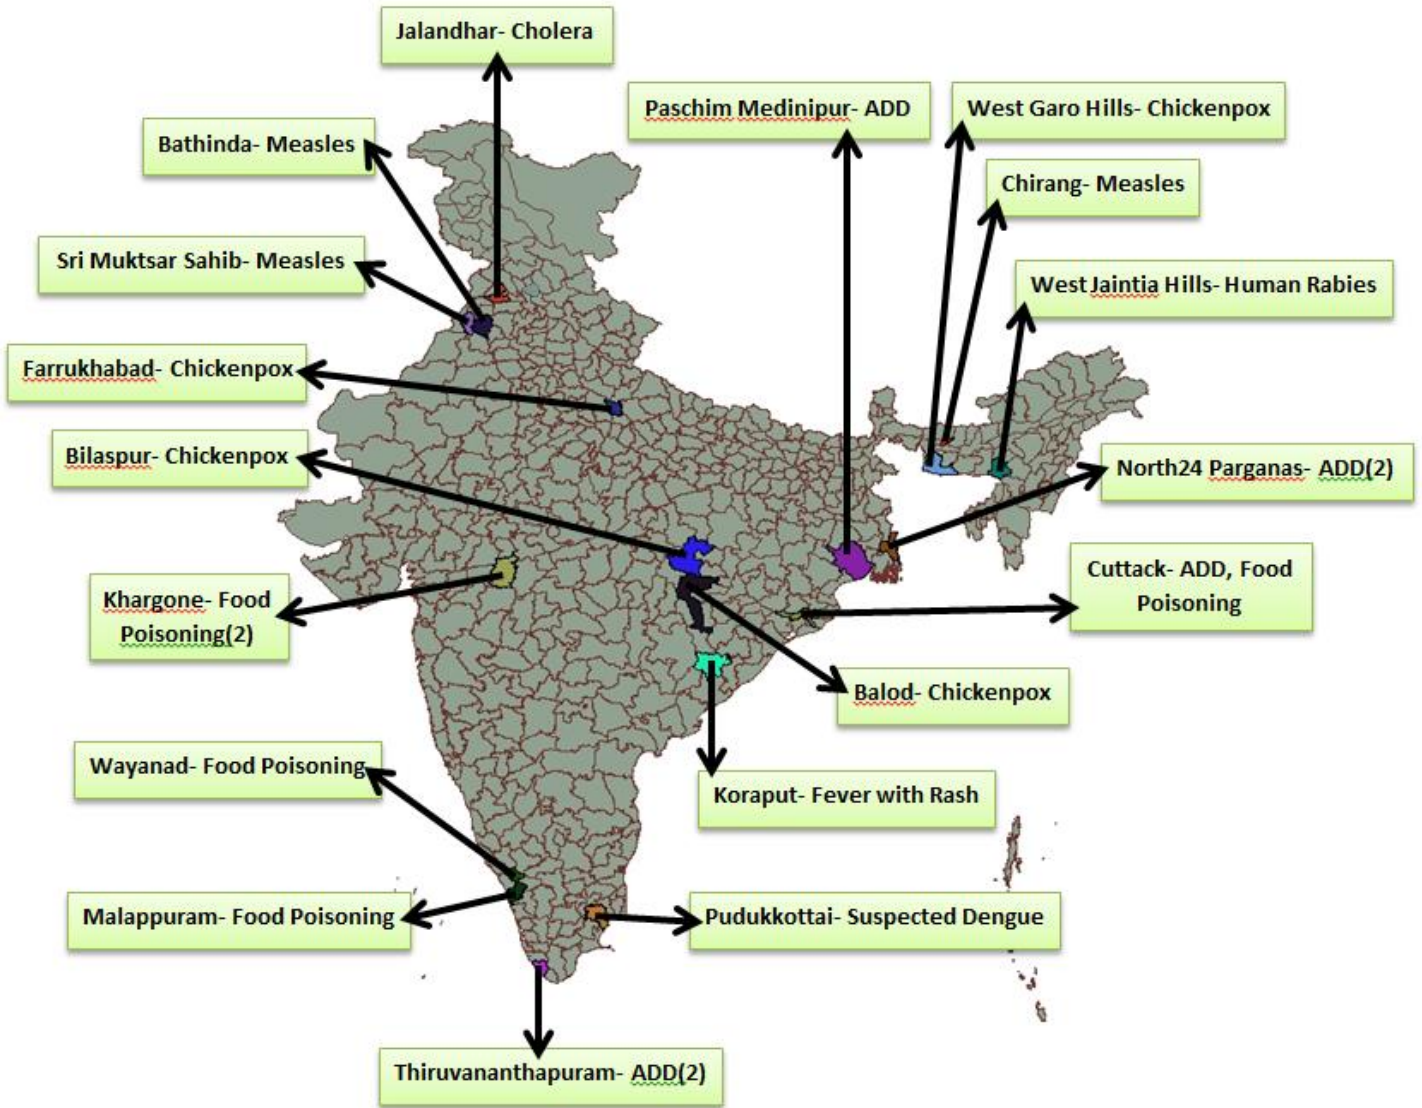 Jalandhar- Cholera
Paschim Medinipur- ADD
West Garo Hills- Chickenpox
Bathinda- Measles
Chirang- Measles
Sri Muktsar Sahib- Measles
West Jaintia Hills- Human Rabies
Farrukhabad- Chickenpox
Bilaspur- Chickenpox
North24 Parganas- ADD(2)
Cuttack- ADD, Food
Poisoning
Khargone- Food
Poisoning(2)
Balod- Chickenpox
Wayanad- Food Poisoning
Koraput- Fever with Rash
Malappuram- Food Poisoning
Pudukkottai- Suspected Dengue
Thiruvananthapuram- ADD(2)